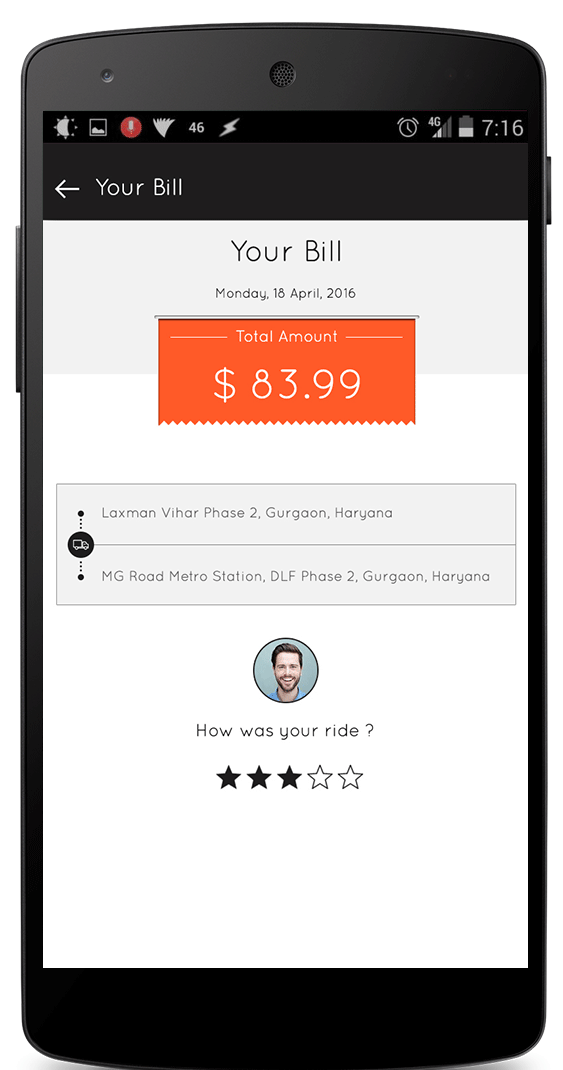 46 4G 7:16
Your Bill
Your Bill
Monday, 18 April, 2016
Total Amount
$ 83.99
Laxman Vihar Phase 2, Gurgaon, Haryana
MG Road Metro Station, DLF Phase 2, Gurgaon, Haryana
How was your ride ?